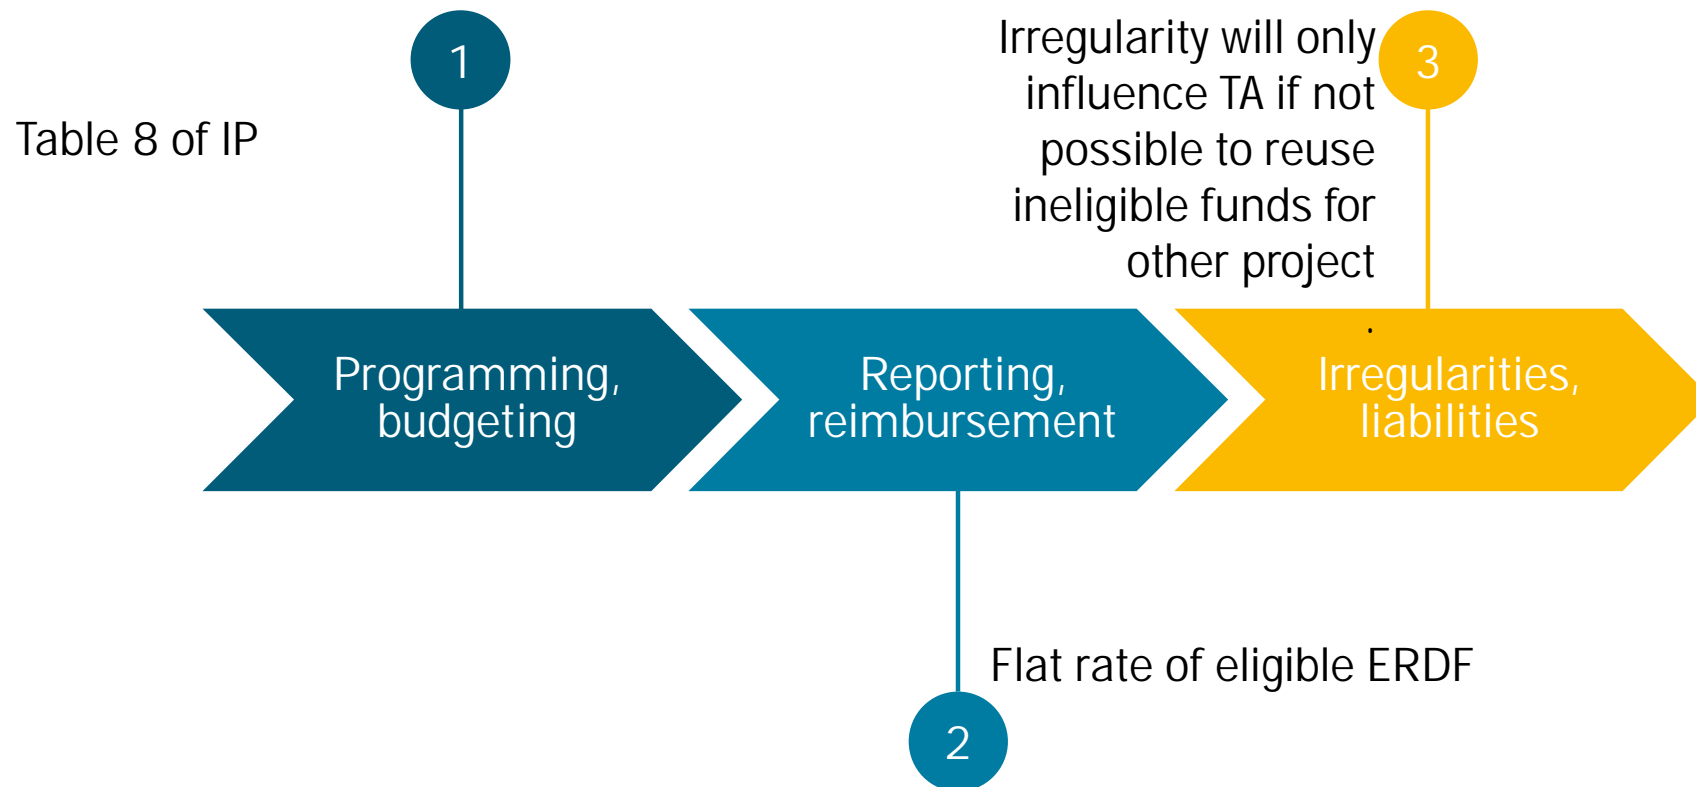 1
Table 8 of IP
Irregularity will only
influence TA if not
possible to reuse
ineligible funds for
other project
.
3
Programming,
budgeting
Reporting,
reimbursement
Irregularities,
liabilities
Flat rate of eligible ERDF
2